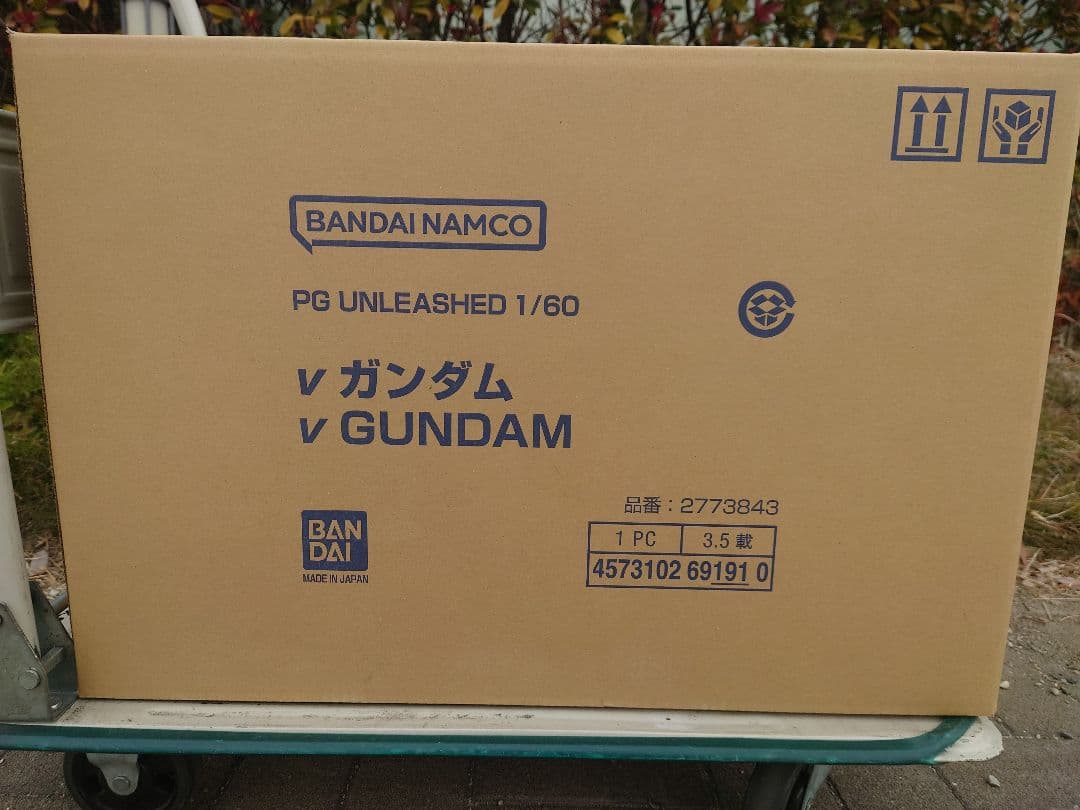 BANDAI NAMCO
PG UNLEASHED 1/60
ν ガンダム
ν GUNDAM
BAN
DAI
MADE IN JAPAN
品番：2773843
1 PC 3.5 載
4573102 69191 0